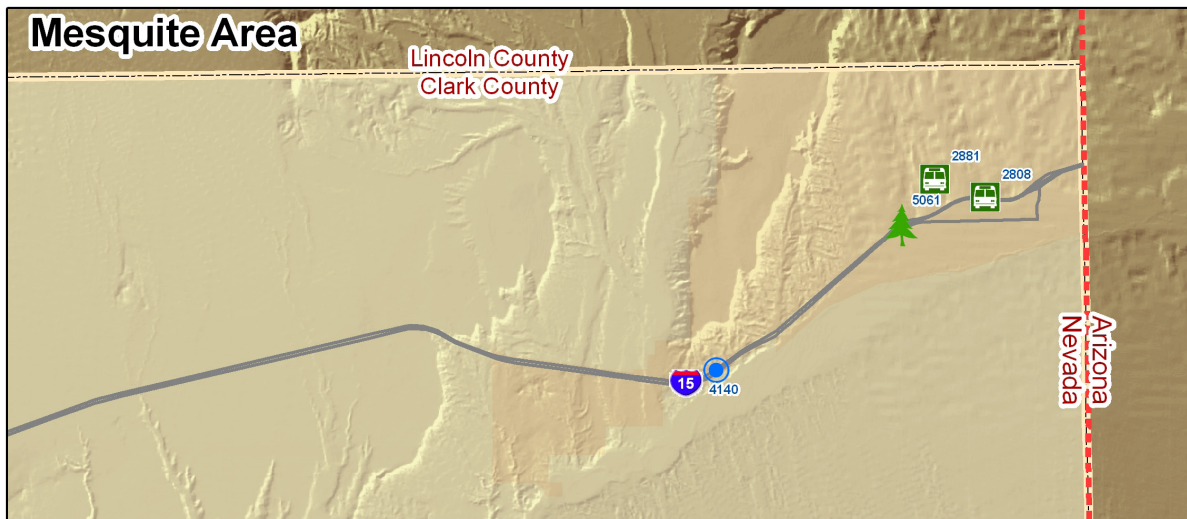 Mesquite Area
Lincoln County
Clark County
2881
2808
5061
15
4140
Arizona
Nevada